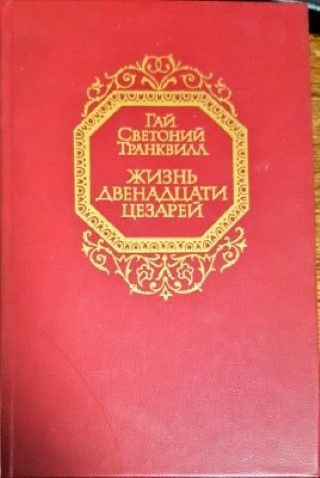 ГАЙ
СВЕТОНИЙ
ТРАНКВИЛЛ
ЖИЗНЬ
ДВЕНАДЦАТИ
ЦЕЗАРЕЙ